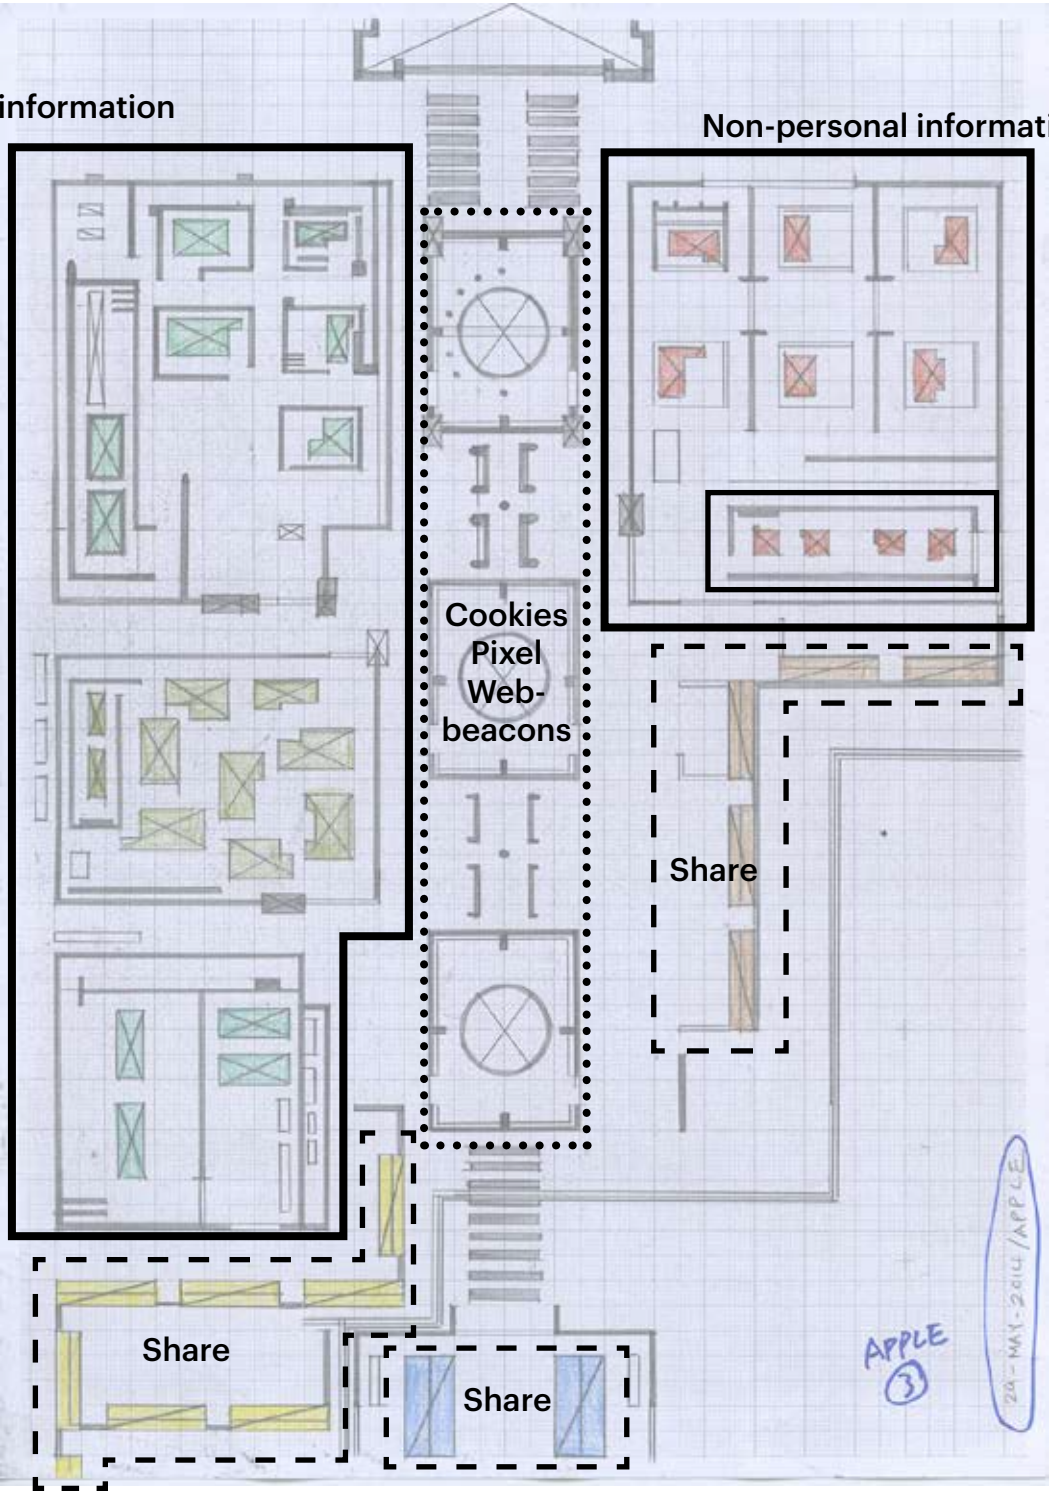 information
Non-personal informati
Cookies
Pixel
Web-
beacons
Share
Share
Share
APPLE
3
29-MAY-2014/APPLE